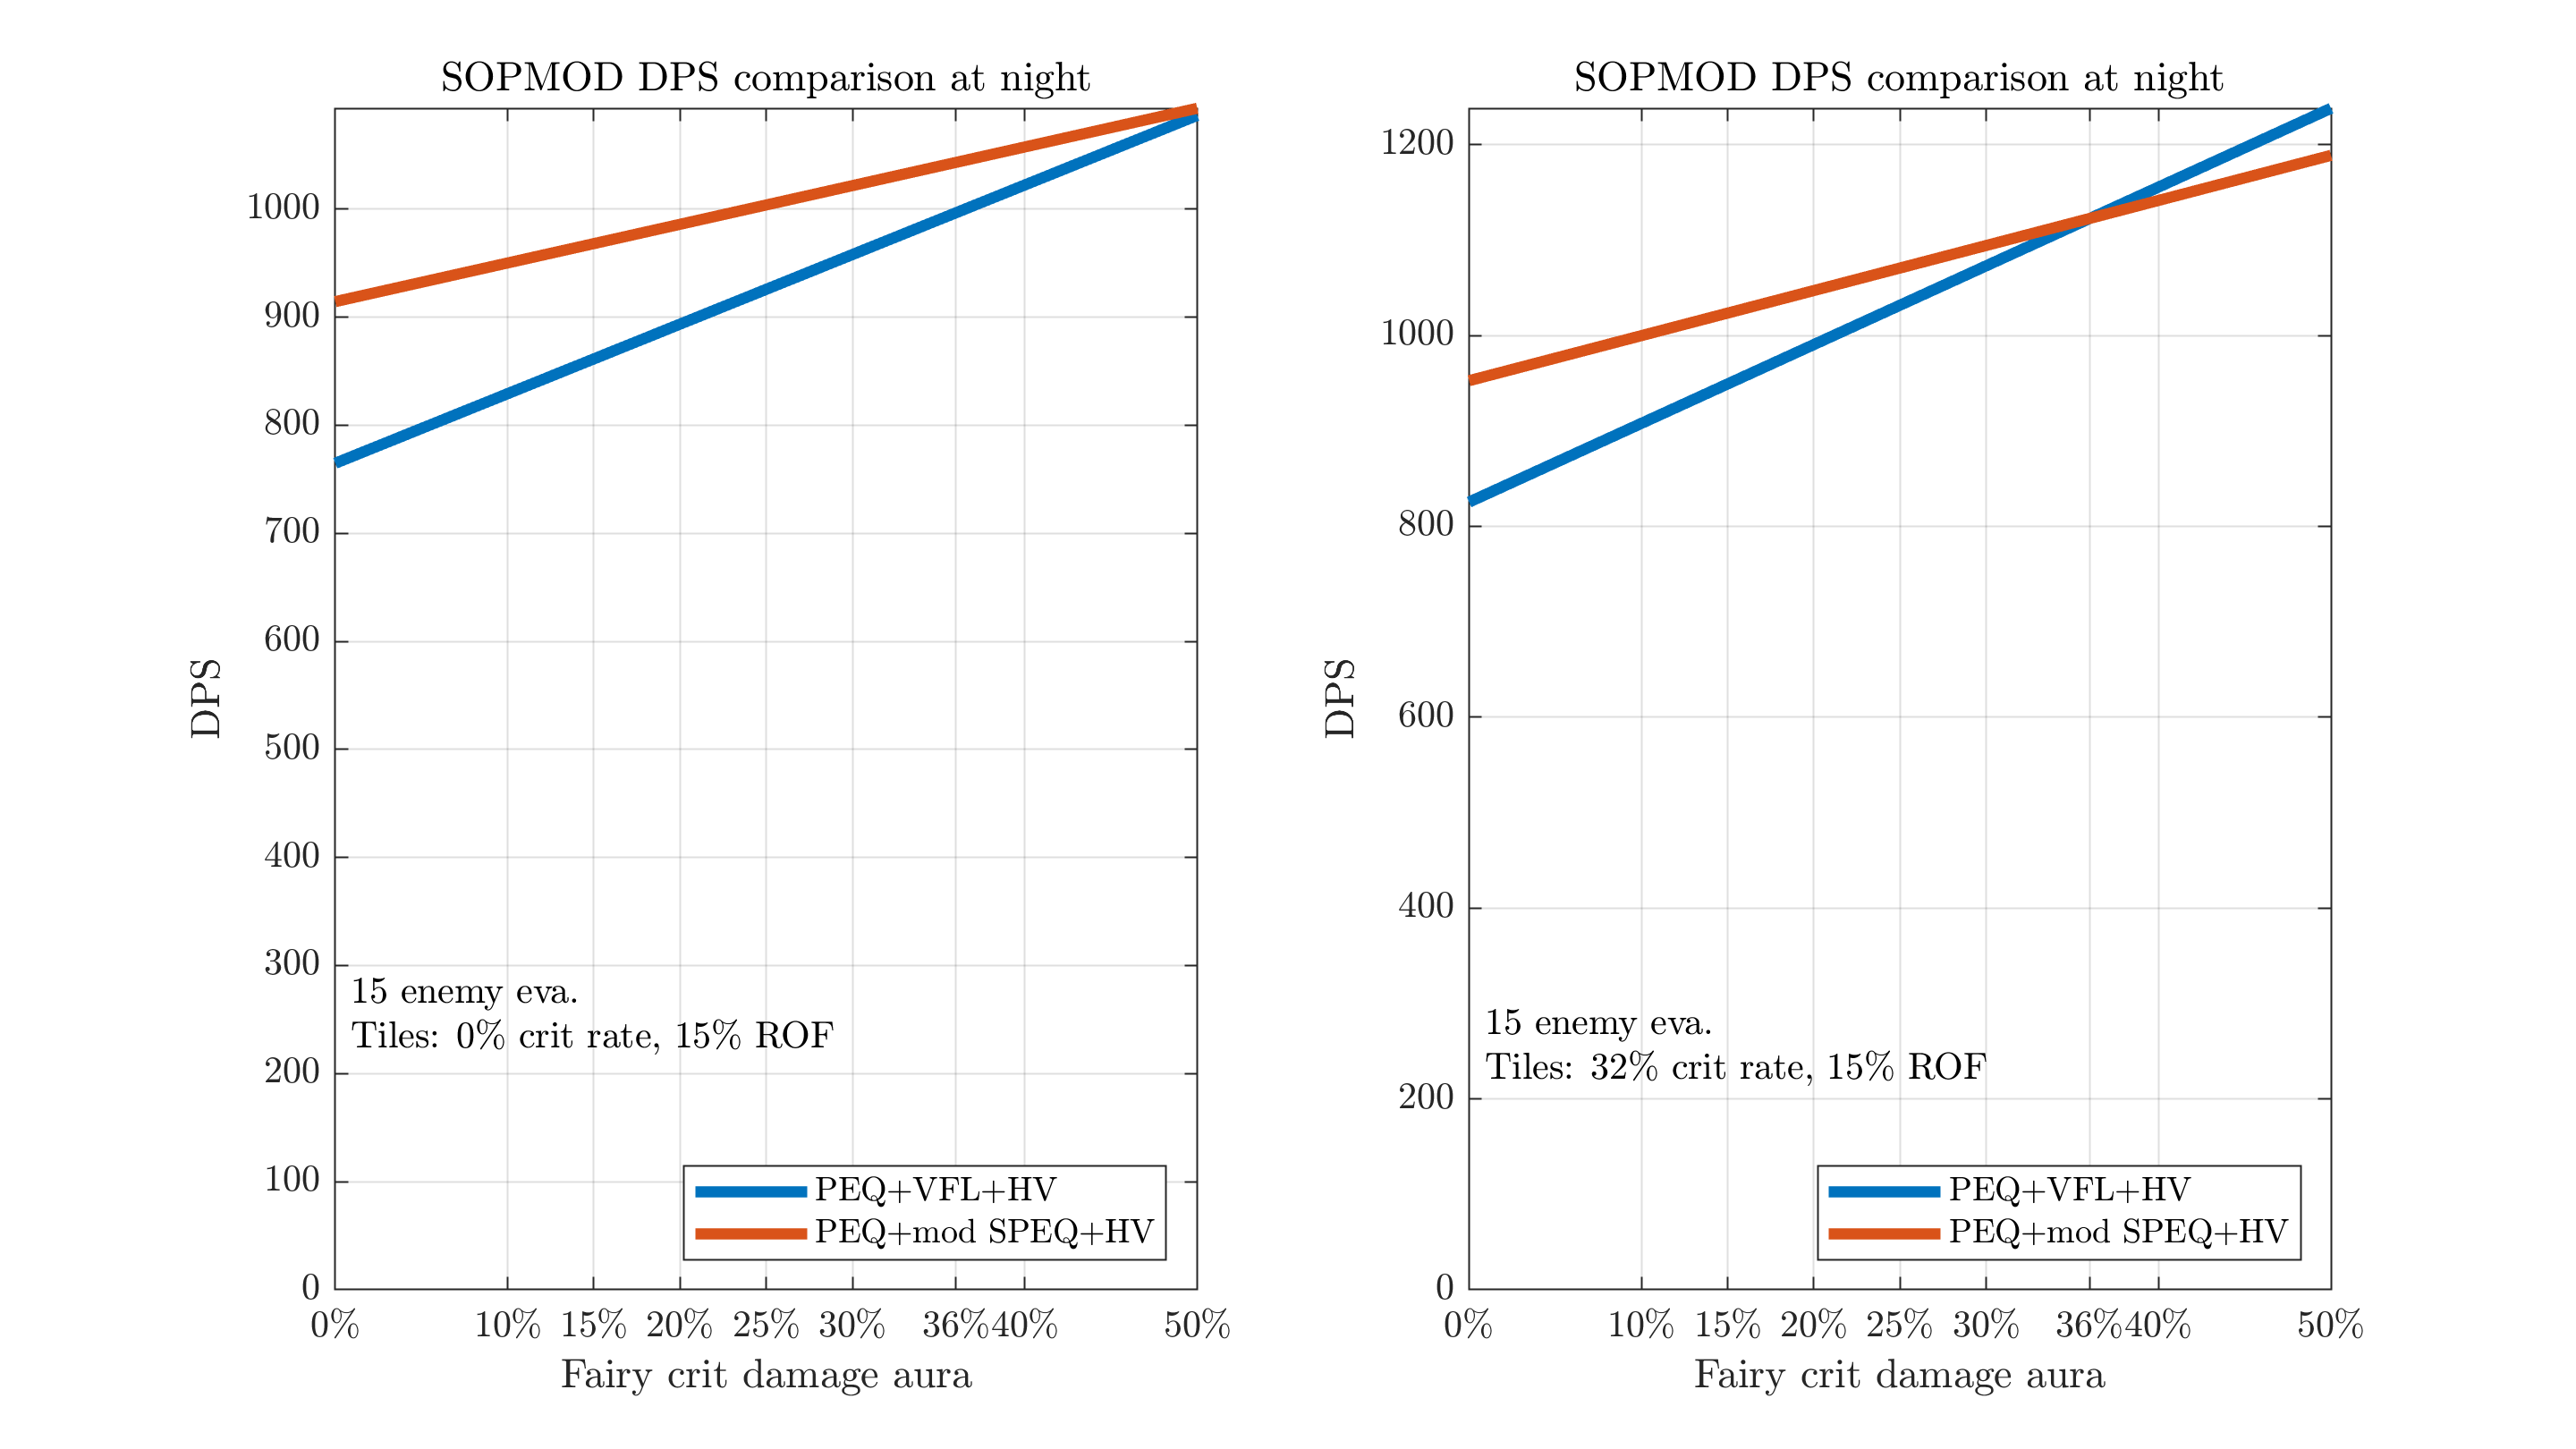 SOPMOD DPS comparison at night
DPS
1000
900
800
700
600
500
400
300
200
100
0
15 enemy eva.
Tiles: 0% crit rate, 15% ROF
PEQ+VFL+HV
PEQ+mod SPEQ+HV
0% 10% 15% 20% 25% 30% 36% 40% 50%
Fairy crit damage aura
SOPMOD DPS comparison at night
DPS
1200
1000
800
600
400
200
0
15 enemy eva.
Tiles: 32% crit rate, 15% ROF
PEQ+VFL+HV
PEQ+mod SPEQ+HV
0% 10% 15% 20% 25% 30% 36% 40% 50%
Fairy crit damage aura